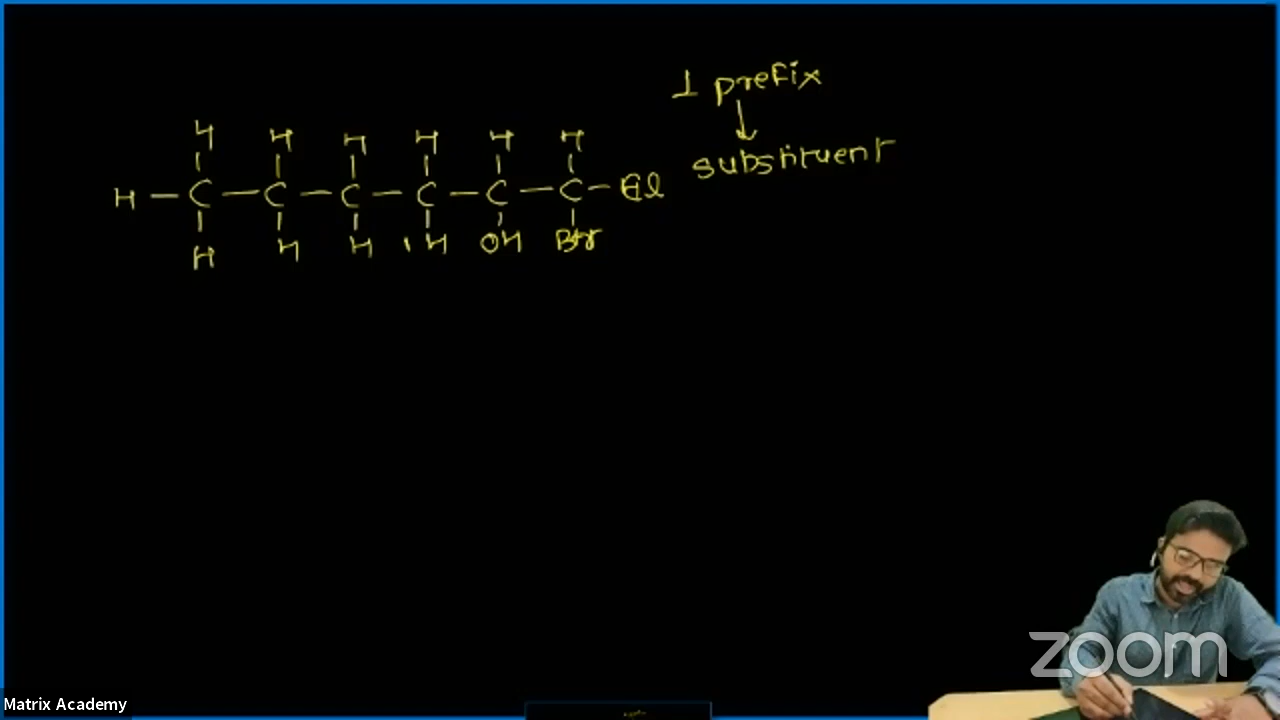 1 prefix
↓
substituent
H H H H H H
H - C - C - C - C - C - C - Cl
H H H H OH Br
zoom
Matrix Academy